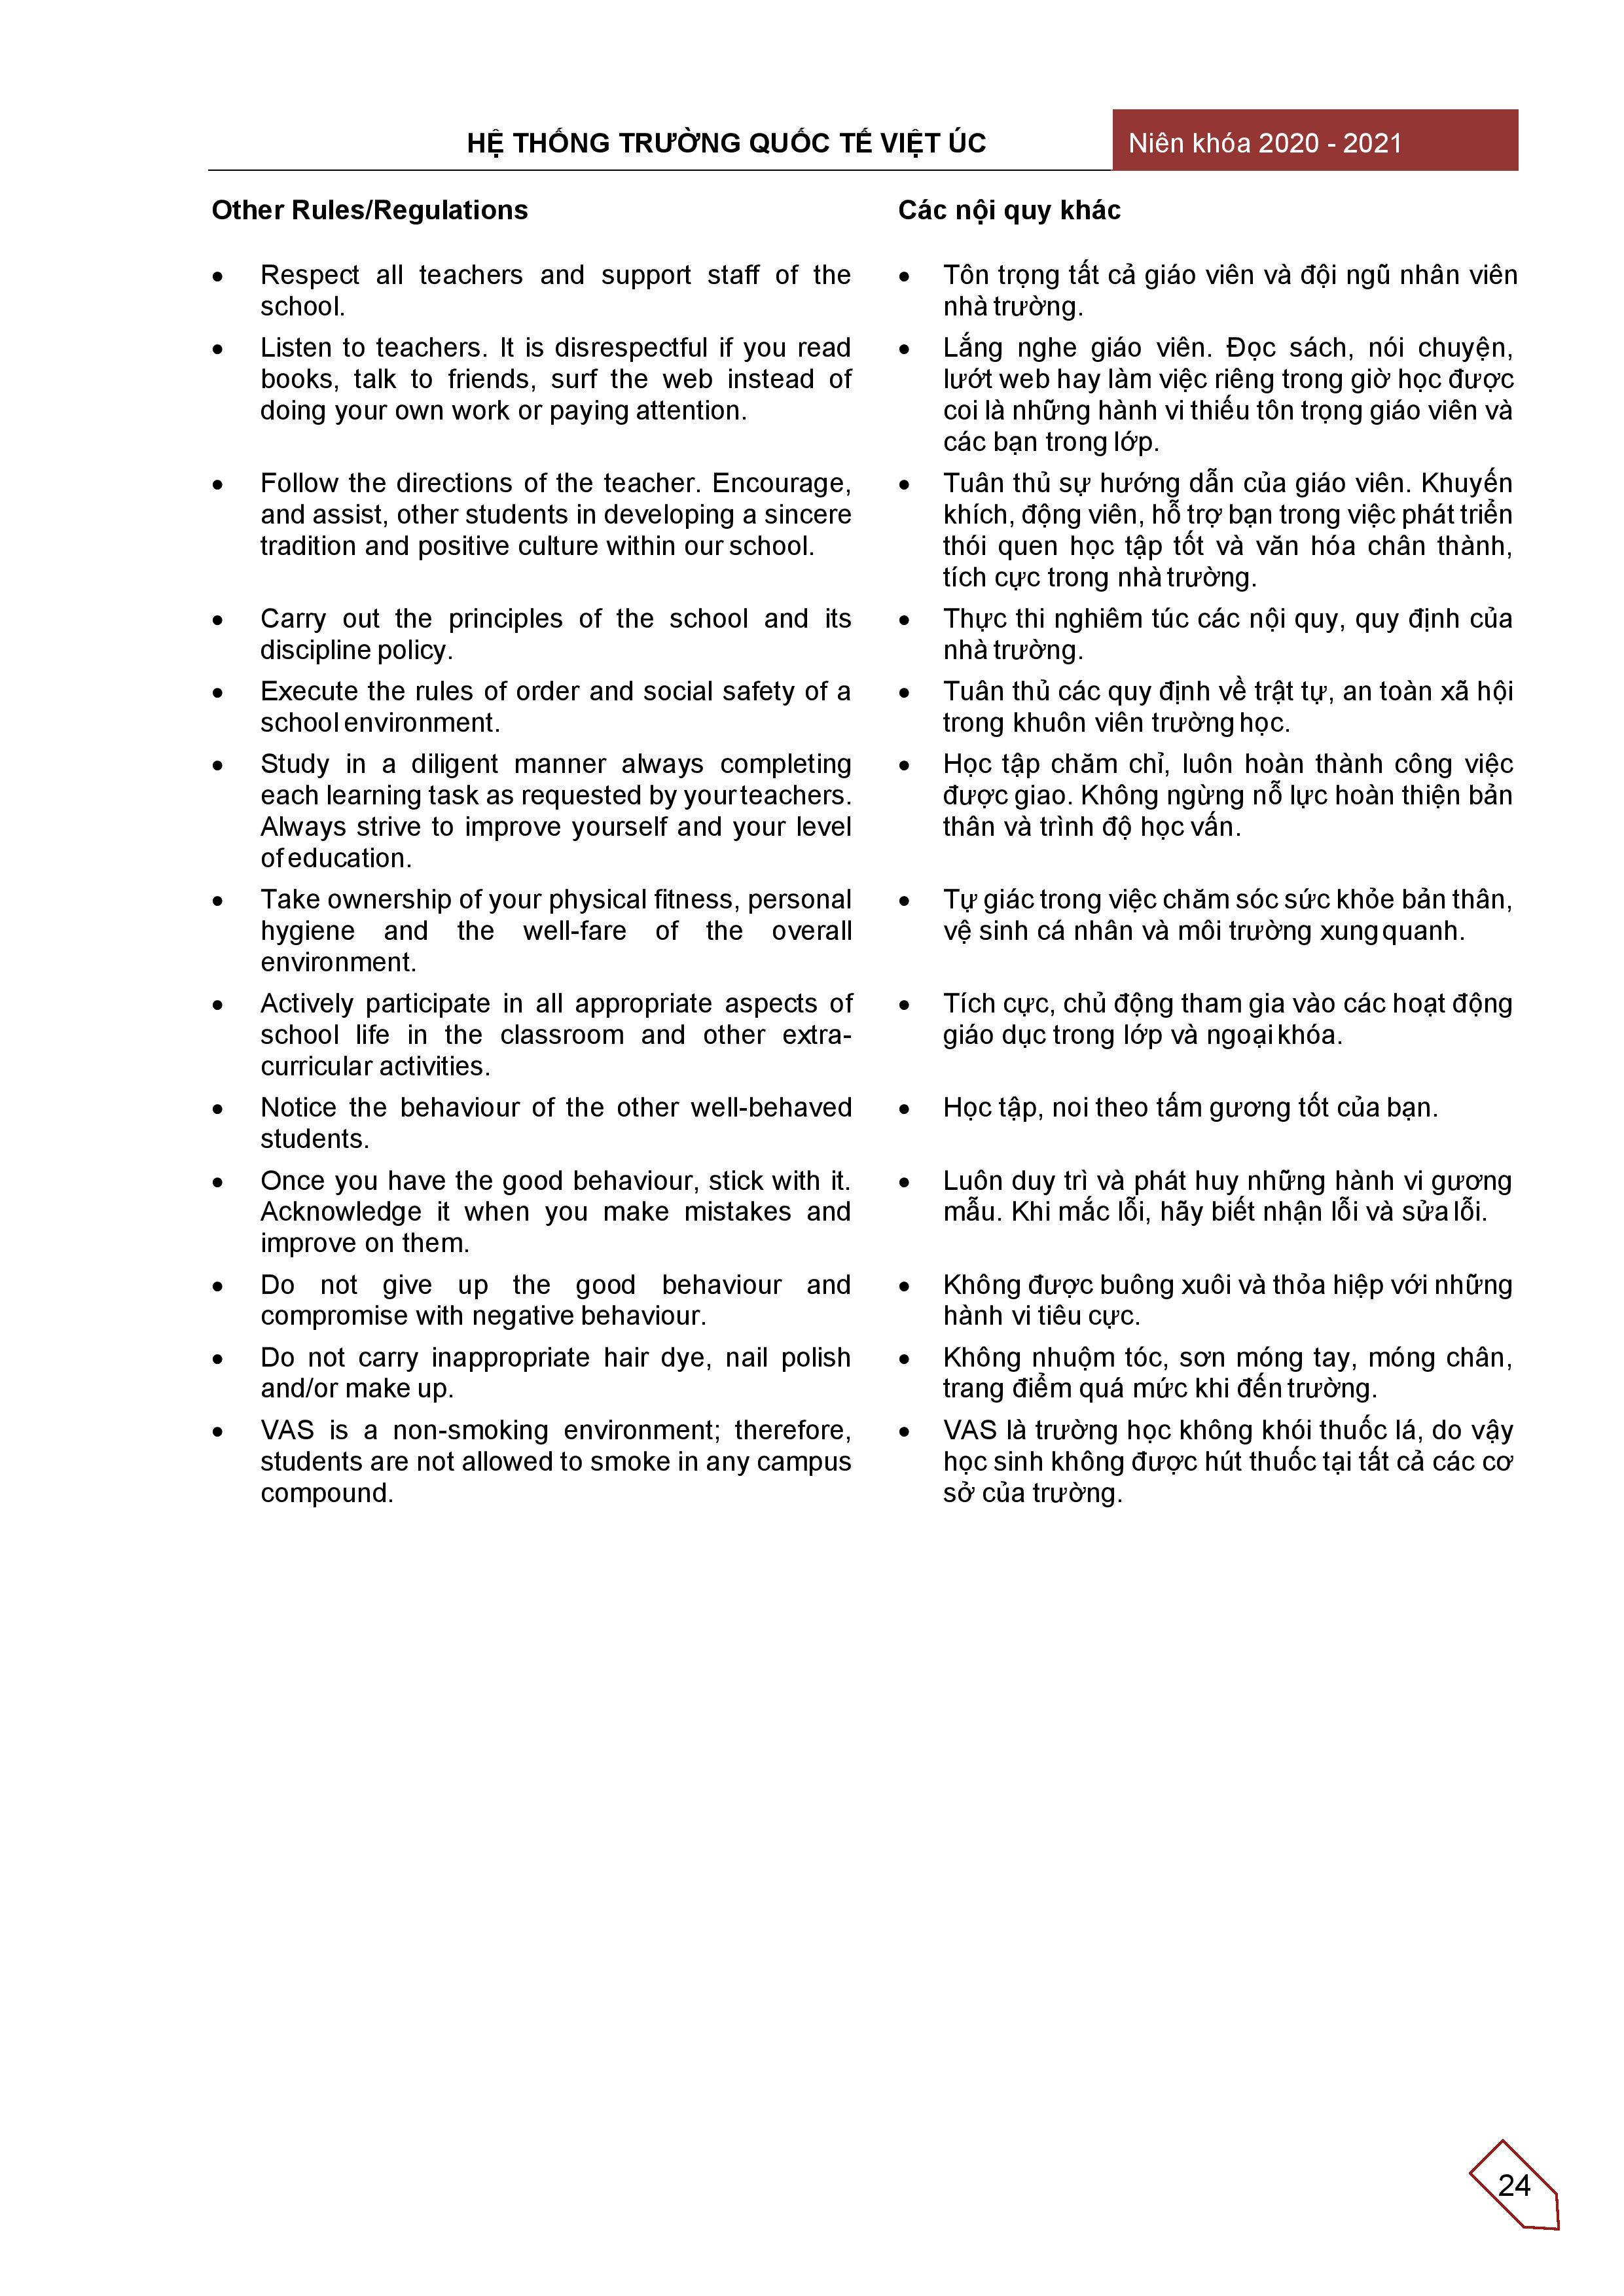 HỆ THỐNG TRƯỜNG QUỐC TẾ VIỆT ÚC
Niên khóa 2020 - 2021
Other Rules/Regulations
Các nội quy khác
• Respect all teachers and support staff of the
school.
• Tôn trọng tất cả giáo viên và đội ngũ nhân viên
nhà trường.
• Listen to teachers. It is disrespectful if you read
books, talk to friends, surf the web instead of
doing your own work or paying attention.
• Lắng nghe giáo viên. Đọc sách, nói chuyện,
lướt web hay làm việc riêng trong giờ học được
coi là những hành vi thiếu tôn trọng giáo viên và
các bạn trong lớp.
• Follow the directions of the teacher. Encourage,
and assist, other students in developing a sincere
tradition and positive culture within our school.
• Tuân thủ sự hướng dẫn của giáo viên. Khuyến
khích, động viên, hỗ trợ bạn trong việc phát triển
thói quen học tập tốt và văn hóa chân thành,
tích cực trong nhà trường.
• Carry out the principles of the school and its
discipline policy.
• Thực thi nghiêm túc các nội quy, quy định của
nhà trường.
• Execute the rules of order and social safety of a
school environment.
• Tuân thủ các quy định về trật tự, an toàn xã hội
trong khuôn viên trường học.
• Study in a diligent manner always completing
each learning task as requested by your teachers.
Always strive to improve yourself and your level
of education.
• Học tập chăm chỉ, luôn hoàn thành công việc
được giao. Không ngừng nỗ lực hoàn thiện bản
thân và trình độ học vấn.
• Take ownership of your physical fitness, personal
hygiene and the well-fare of the overall
environment.
• Tự giác trong việc chăm sóc sức khỏe bản thân,
vệ sinh cá nhân và môi trường xung quanh.
• Actively participate in all appropriate aspects of
school life in the classroom and other extra-
curricular activities.
• Tích cực, chủ động tham gia vào các hoạt động
giáo dục trong lớp và ngoại khóa.
• Notice the behaviour of the other well-behaved
students.
• Học tập, noi theo tấm gương tốt của bạn.
• Once you have the good behaviour, stick with it.
Acknowledge it when you make mistakes and
improve on them.
• Luôn duy trì và phát huy những hành vi gương
mẫu. Khi mắc lỗi, hãy biết nhận lỗi và sửa lỗi.
• Do not give up the good behaviour and
compromise with negative behaviour.
• Không được buông xuôi và thỏa hiệp với những
hành vi tiêu cực.
• Do not carry inappropriate hair dye, nail polish
and/or make up.
• Không nhuộm tóc, sơn móng tay, móng chân,
trang điểm quá mức khi đến trường.
• VAS is a non-smoking environment; therefore,
students are not allowed to smoke in any campus
compound.
• VAS là trường học không khói thuốc lá, do vậy
học sinh không được hút thuốc tại tất cả các cơ
sở của trường.
24